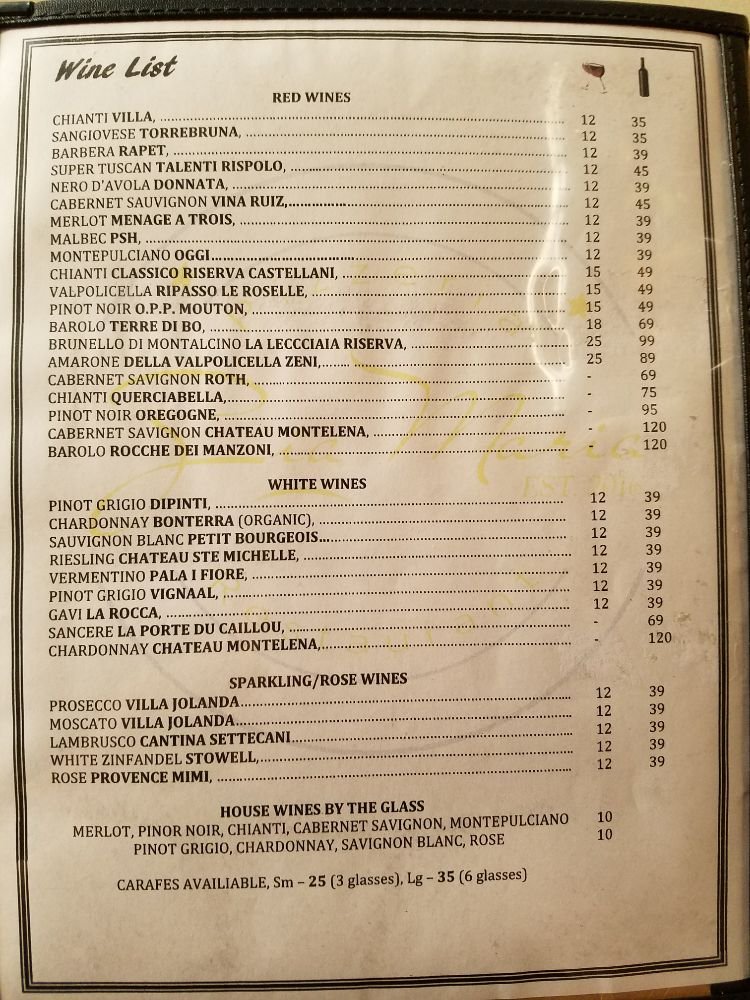 Wine List
RED WINES
CHIANTI VILLA, 12 35
SANGIOVESE TORREBRUNA, 12 35
BARBERA RAPET, 12 39
SUPER TUSCAN TALENTI RISPOLO, 12 45
NERO D'AVOLA DONNATA, 12 39
CABERNET SAUVIGNON VINA RUIZ, 12 45
MERLOT MENAGE A TROIS, 12 39
MALBEC PSH, 12 39
MONTEPULCIANO OGGI 12 39
CHIANTI CLASSICO RISERVA CASTELLANI, 15 49
VALPOLICELLA RIPASSO LE ROSELLE, 15 49
PINOT NOIR O.P.P. MOUTON, 15 49
BAROLO TERRE DI BO, 18 69
BRUNELLO DI MONTALCINO LA LECCCIAIA RISERVA, 25 99
AMARONE DELLA VALPOLICELLA ZENI, 25 89
CABERNET SAVIGNON ROTH, - 69
CHIANTI QUERCIABELLA, - 75
PINOT NOIR OREGOGNE, - 95
CABERNET SAVIGNON CHATEAU MONTELENA, - 120
BAROLO ROCCHE DEI MANZONI, - 120
WHITE WINES
PINOT GRIGIO DIPINTI, 12 39
CHARDONNAY BONTERRA (ORGANIC), 12 39
SAUVIGNON BLANC PETIT BOURGEOIS... 12 39
RIESLING CHATEAU STE MICHELLE, 12 39
VERMENTINO PALA I FIORE, 12 39
PINOT GRIGIO VIGNAAL, 12 39
GAVI LA ROCCA, 12 39
SANCERE LA PORTE DU CAILLOU, - 69
CHARDONNAY CHATEAU MONTELENA, - 120
SPARKLING/ROSE WINES
PROSECCO VILLA JOLANDA 12 39
MOSCATO VILLA JOLANDA 12 39
LAMBRUSCO CANTINA SETTECANI 12 39
WHITE ZINFANDEL STOWELL, 12 39
ROSE PROVENCE MIMI, 12 39
HOUSE WINES BY THE GLASS
MERLOT, PINOR NOIR, CHIANTI, CABERNET SAVIGNON, MONTEPULCIANO 10
PINOT GRIGIO, CHARDONNAY, SAVIGNON BLANC, ROSE 10
CARAFES AVAILIABLE, Sm – 25 (3 glasses), Lg – 35 (6 glasses)